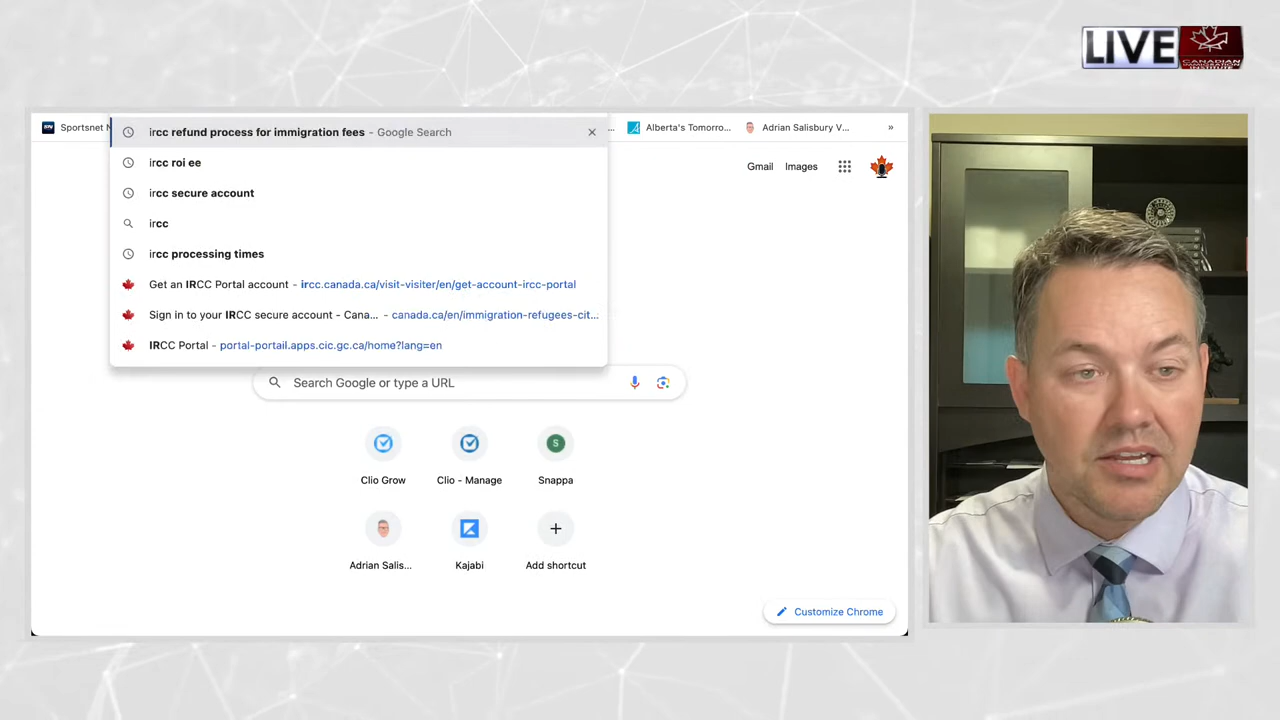 LIVE
CANADIAN
IMMIGRATION
INSTITUTE
Sportsnet
ircc refund process for immigration fees - Google Search
...
Alberta's Tomorro...
Adrian Salisbury V...
»
ircc roi ee
Gmail
Images
ircc secure account
ircc
ircc processing times
Get an IRCC Portal account - ircc.canada.ca/visit-visiter/en/get-account-ircc-portal
Sign in to your IRCC secure account - Cana... - canada.ca/en/immigration-refugees-cit...
IRCC Portal - portal-portail.apps.cic.gc.ca/home?lang=en
Search Google or type a URL
S
Clio Grow
Clio - Manage
Snappa
Adrian Salis...
Kajabi
Add shortcut
Customize Chrome